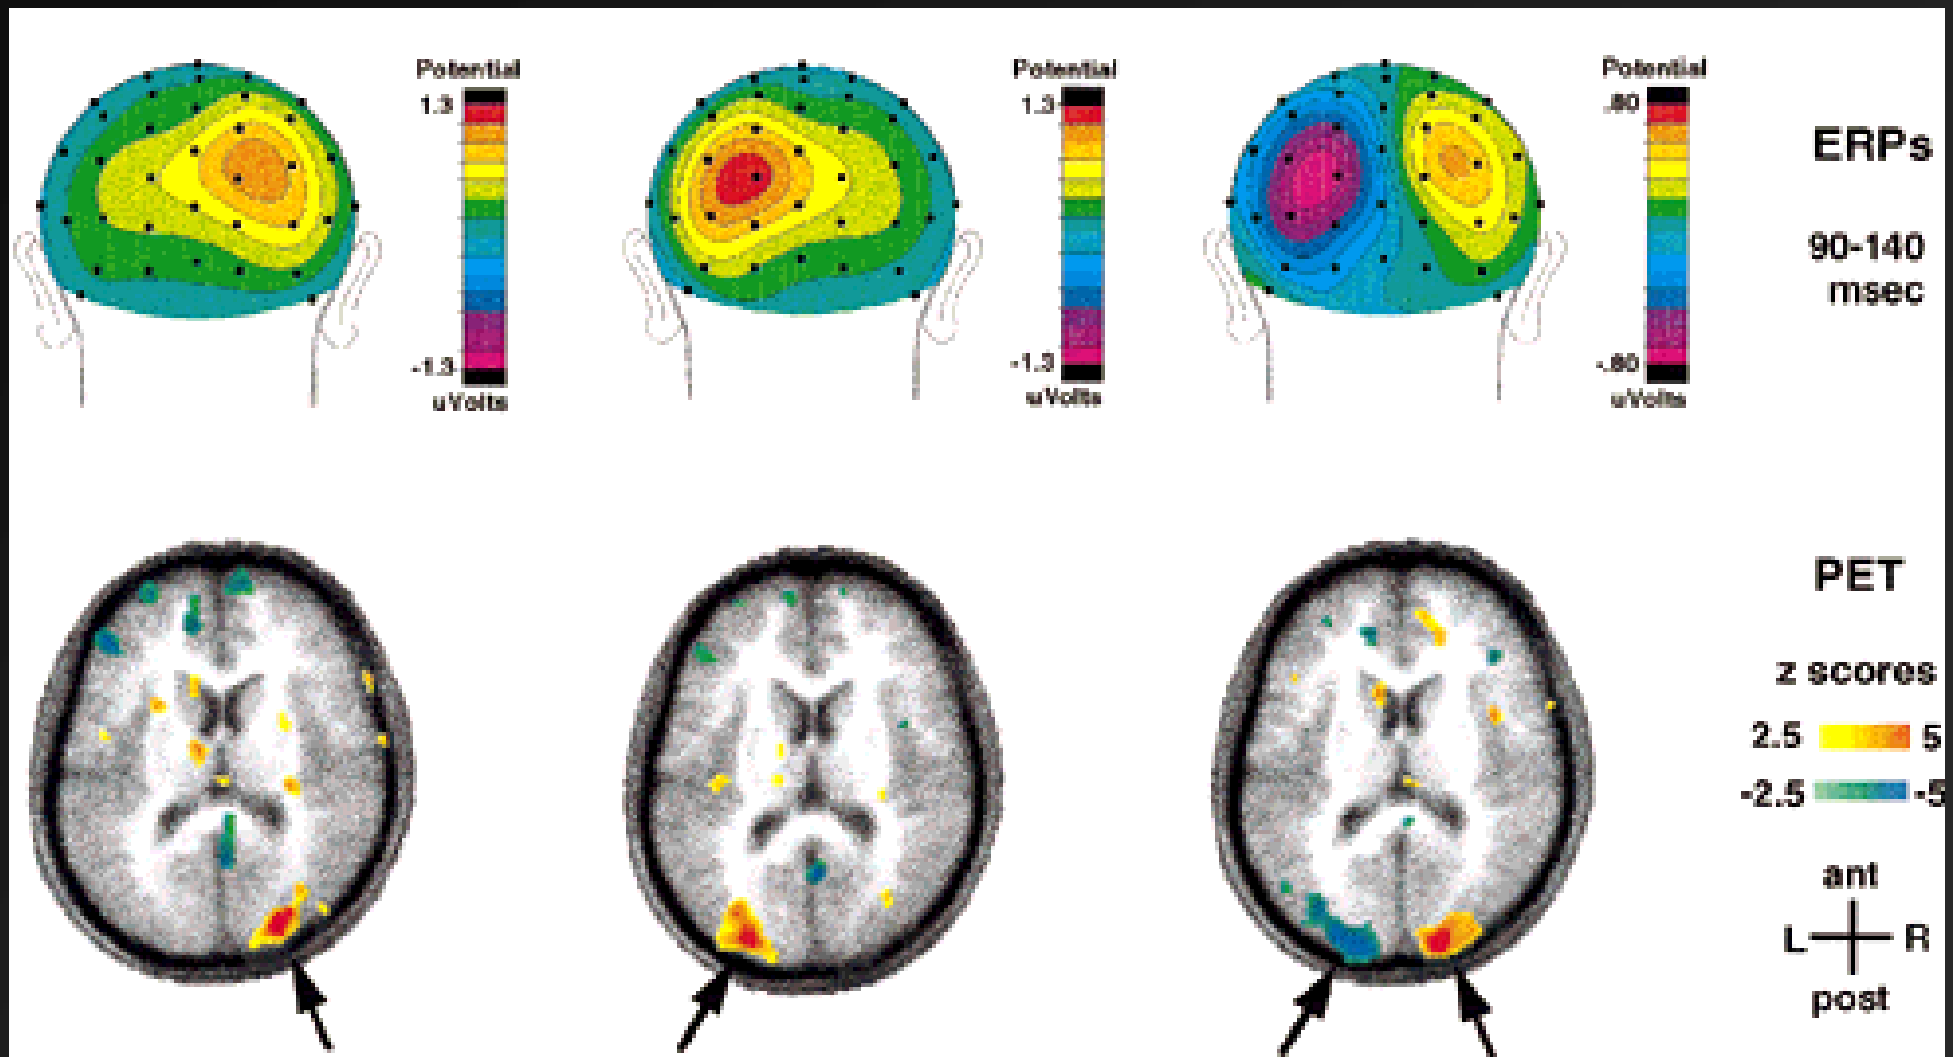 Potential
1.3
-1.3
uVolts
Potential
1.3
-1.3
uVolts
Potential
.80
-.80
uVolts
ERPs
90-140
msec
PET
z scores
2.5 5
-2.5 -5
ant
L R
post